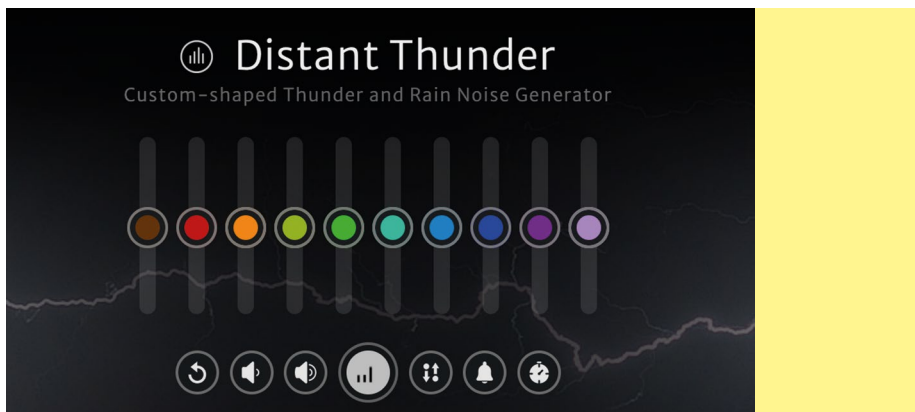 Distant Thunder
Custom-shaped Thunder and Rain Noise Generator